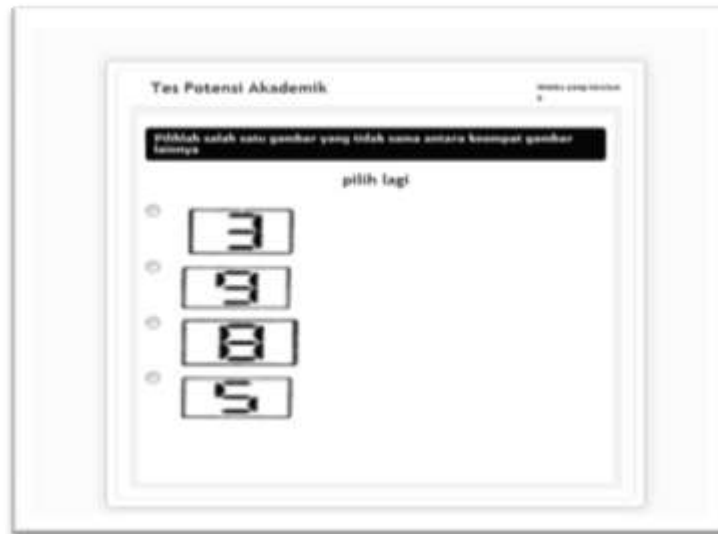 Tes Potensi Akademik
Pilihlah salah satu gambar yang tidak sama antara keempat gambar
lainnya
pilih lagi
3
9
8
5